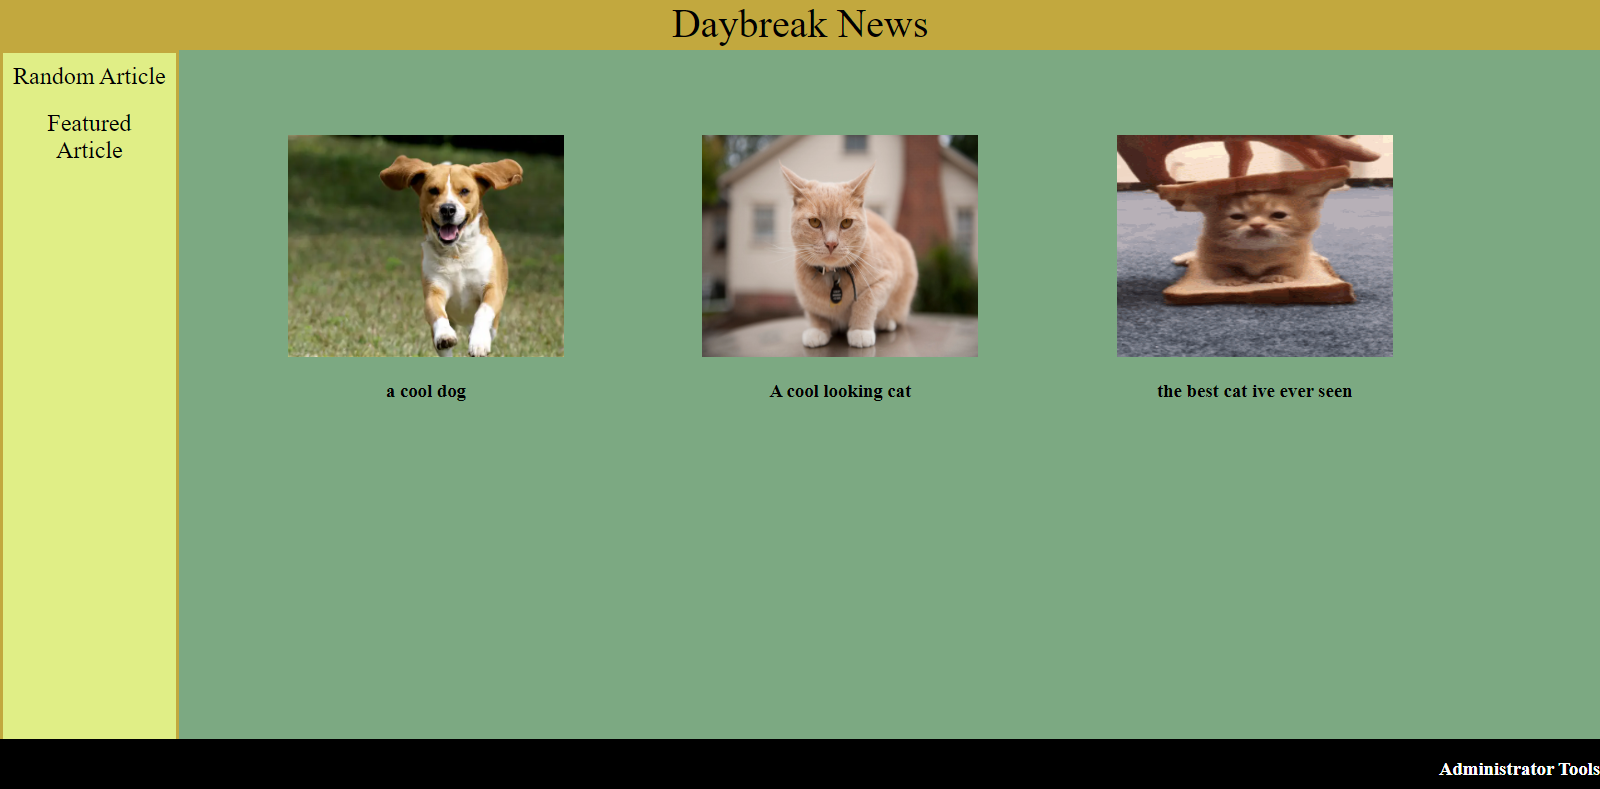 Daybreak News
Random Article
Featured
Article
a cool dog
A cool looking cat
the best cat ive ever seen
Administrator Tools